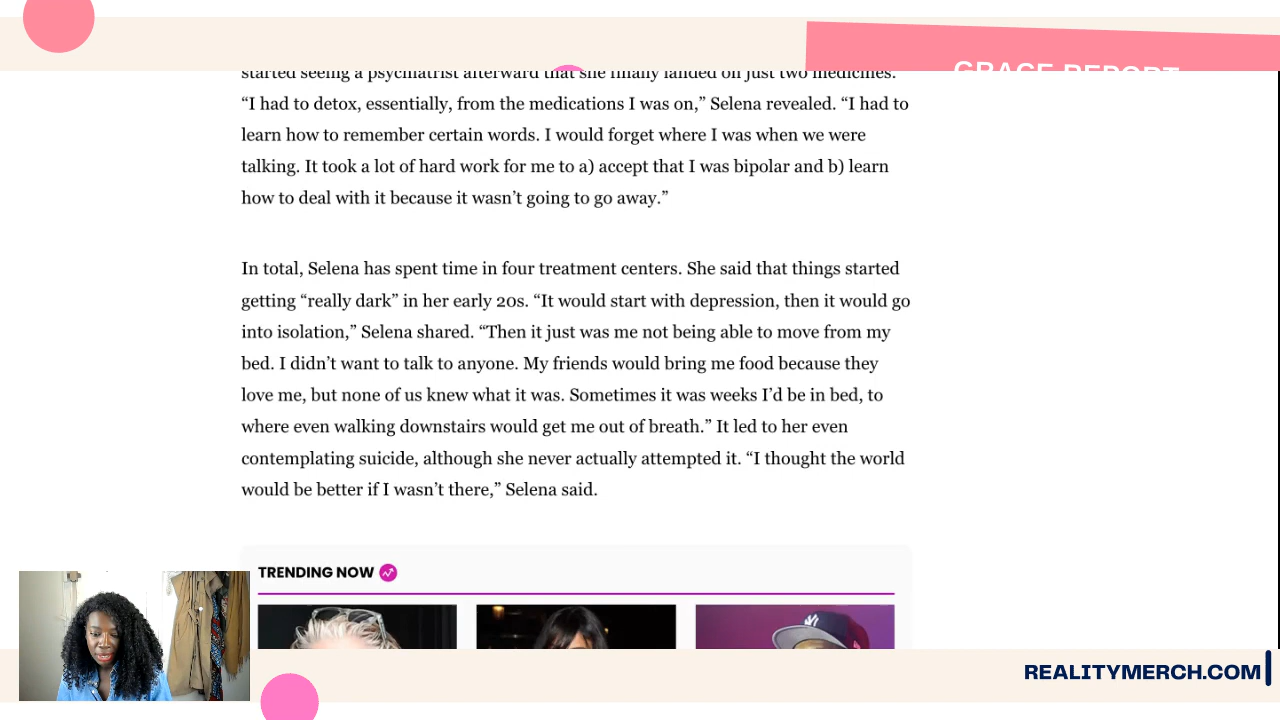 GRACE REPORT
started seeing a psychiatrist afterward that she finally landed on just two medicines.
“I had to detox, essentially, from the medications I was on,” Selena revealed. “I had to
learn how to remember certain words. I would forget where I was when we were
talking. It took a lot of hard work for me to a) accept that I was bipolar and b) learn
how to deal with it because it wasn’t going to go away.”
In total, Selena has spent time in four treatment centers. She said that things started
getting “really dark” in her early 20s. “It would start with depression, then it would go
into isolation,” Selena shared. “Then it just was me not being able to move from my
bed. I didn’t want to talk to anyone. My friends would bring me food because they
love me, but none of us knew what it was. Sometimes it was weeks I’d be in bed, to
where even walking downstairs would get me out of breath.” It led to her even
contemplating suicide, although she never actually attempted it. “I thought the world
would be better if I wasn’t there,” Selena said.
TRENDING NOW
REALITYMERCH.COM